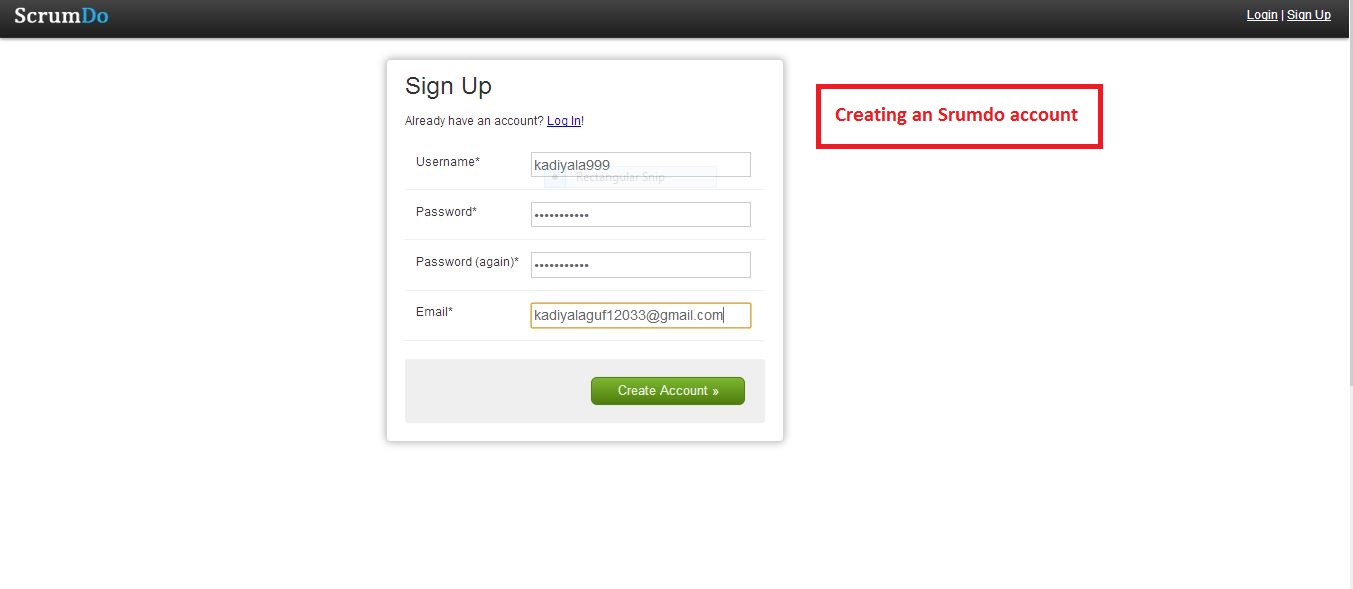 ScrumDo
Login | Sign Up
Sign Up
Creating an Srumdo account
Already have an account? Log In!
Username*
kadiyala999
Rectangular Snip
Password*
•••••••••••
Password (again)*
•••••••••••
Email*
kadiyalaguf12033@gmail.com
Create Account »